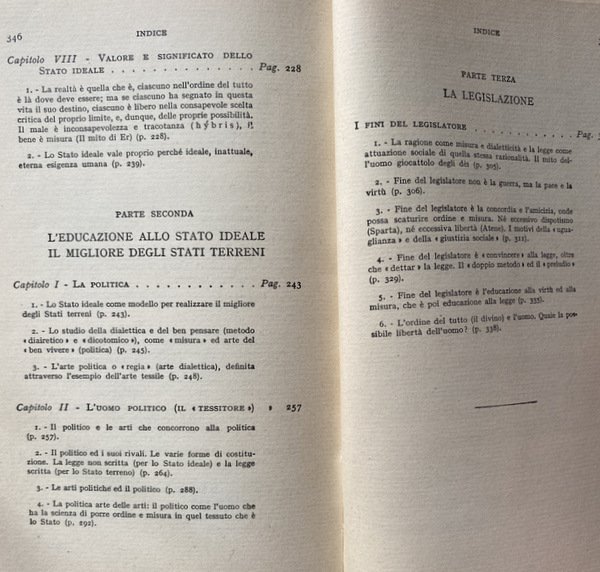 346
INDICE
Capitolo VIII - VALORE E SIGNIFICATO DELLO
STATO IDEALE . . . . . . . . . . . . . Pag. 228
1. - La realtà è quella che è, ciascuno nell'ordine del tutto
è là dove deve essere; ma se ciascuno ha segnato in questa
vita il suo destino, ciascuno è libero nella consapevole scelta
critica del proprio limite, e, dunque, delle proprie possibilità.
Il male è inconsapevolezza e tracotanza (hýbris), il
bene è misura (Il mito di Er) (p. 228).
2. - Lo Stato ideale vale proprio perché ideale, inattuale,
eterna esigenza umana (p. 239).
PARTE SECONDA
L'EDUCAZIONE ALLO STATO IDEALE
IL MIGLIORE DEGLI STATI TERRENI
Capitolo I - LA POLITICA . . . . . . . . . . Pag. 243
1. - Lo Stato ideale come modello per realizzare il migliore
degli Stati terreni (p. 243).
2. - Lo studio della dialettica e del ben pensare (metodo
« diairetico » e « dicotomico »), come « misura » ed arte del
« ben vivere » (politica) (p. 245).
3. - L'arte politica o « regia » (arte dialettica), definita
attraverso l'esempio dell'arte tessile (p. 248).
Capitolo II - L'UOMO POLITICO (IL « TESSITORE ») » 257
1. - Il politico e le arti che concorrono alla politica
(p. 257).
2. - Il politico ed i suoi rivali. Le varie forme di costitu-
zione. La legge non scritta (per lo Stato ideale) e la legge
scritta (per lo Stato terreno) (p. 264).
3. - Le arti politiche ed il politico (p. 288).
4. - La politica arte delle arti: il politico come l'uomo che
ha la scienza di porre ordine e misura in quel tessuto che è
lo Stato (p. 292).
INDICE
PARTE TERZA
LA LEGISLAZIONE
I FINI DEL LEGISLATORE . . . . . . . . . . . Pag.
1. - La ragione come misura e dialetticità e la legge come
attuazione sociale di quella stessa razionalità. Il mito del-
l'uomo giocattolo degli dèi (p. 305).
2. - Fine del legislatore non è la guerra, ma la pace e la
virtù (p. 306).
3. - Fine del legislatore è la concordia e l'amicizia, onde
possa scaturire ordine e misura. Né eccessivo dispotismo
(Sparta), né eccessiva libertà (Atene). I motivi della « ugua-
glianza » e della « giustizia sociale » (p. 311).
4. - Fine del legislatore è « convincere » alla legge, oltre
che « dettar » la legge. Il « doppio metodo » ed il « preludio »
(p. 329).
5. - Fine del legislatore è l'educazione alla virtù ed alla
misura, che è poi educazione alla legge (p. 335).
6. - L'ordine del tutto (il divino) e l'uomo. Quale la pos-
sibile libertà dell'uomo? (p. 338).